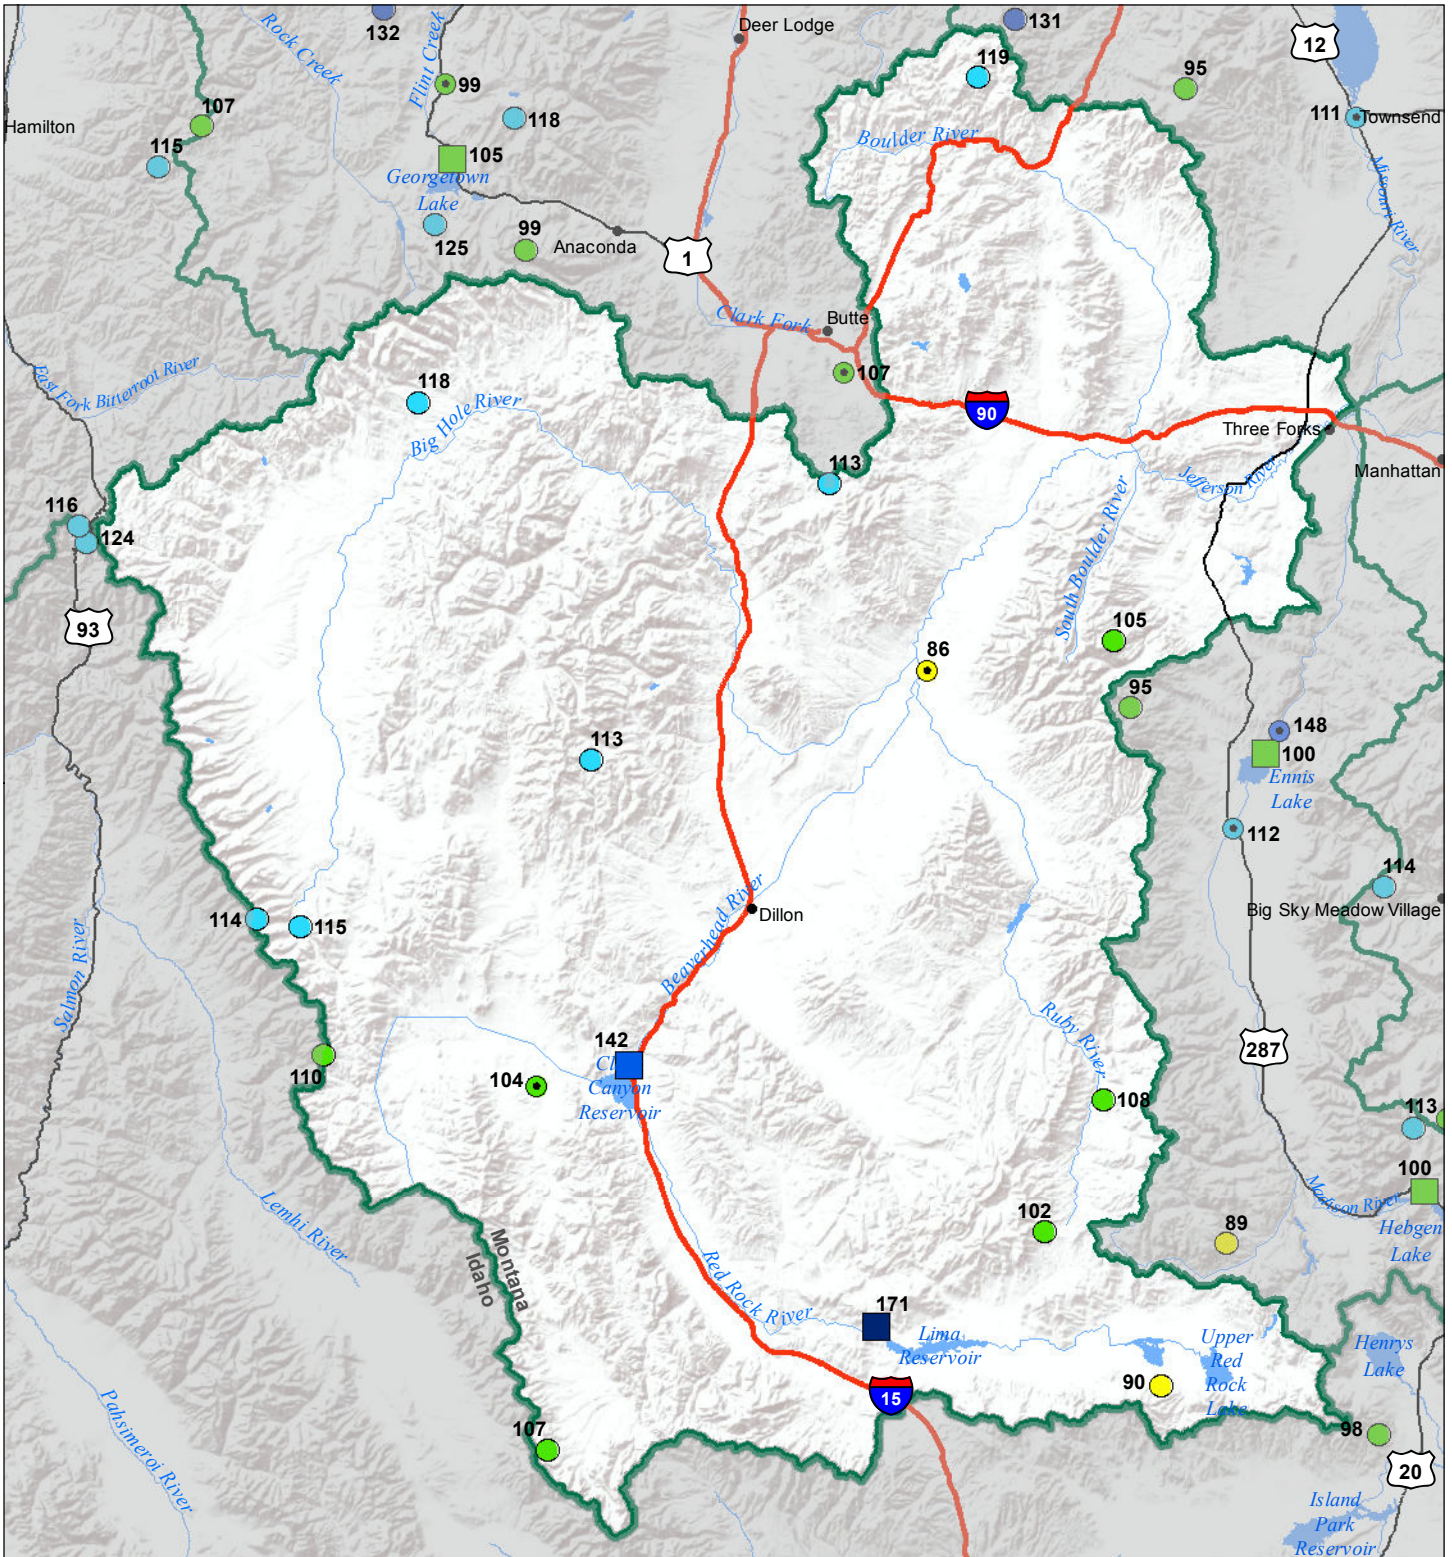 132
Rock Creek
Flint Creek
Deer Lodge
131
12
119
99
95
107
118
111
Townsend
Hamilton
Boulder River
115
105
Georgetown
Lake
Missouri River
125
99
Anaconda
1
Clark Fork
Butte
East Fork Bitterroot River
107
118
Big Hole River
90
Three Forks
Manhattan
113
Jefferson River
116
124
South Boulder River
93
105
86
95
148
100
Ennis
Lake
113
112
114
Big Sky Meadow Village
114
115
Dillon
Beaverhead River
Salmon River
Ruby River
142
287
110
104
Canyon
Reservoir
108
113
100
Madison River
Hebgen
Lake
102
89
Lemhi River
Montana
Idaho
Red Rock River
171
Lima
Reservoir
Upper
Red
Rock
Lake
Henrys
Lake
90
15
107
98
Pahsimeroi River
20
Island
Park
Reservoir